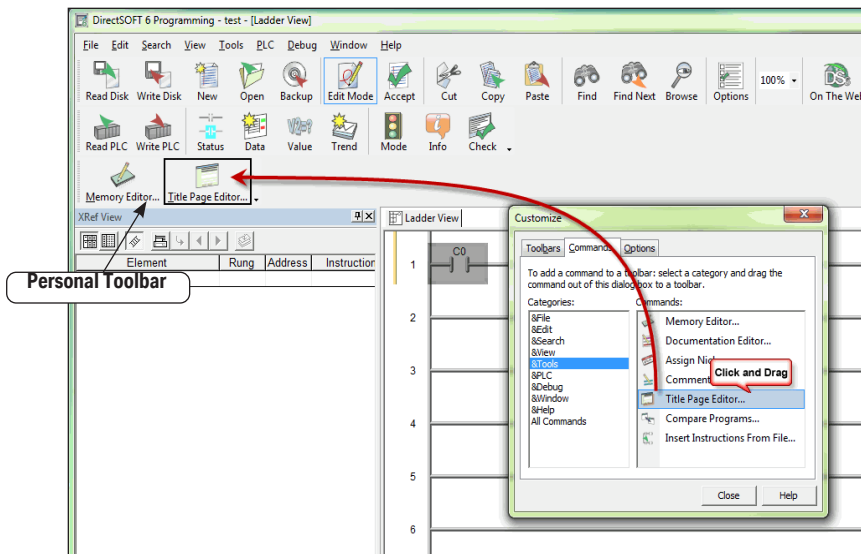 DirectSOFT 6 Programming - test - [Ladder View]
File Edit Search View Tools PLC Debug Window Help
Read Disk Write Disk New Open Backup Edit Mode Accept Cut Copy Paste Find Find Next Browse Options 100% On The Web
Read PLC Write PLC Status Data Value Trend Mode Info Check
Memory Editor... Title Page Editor...
XRef View
Ladder View
Element Rung Address Instruction
Personal Toolbar
C0
1
2
3
4
5
6
Customize
Toolbars Commands Options
To add a command to a toolbar: select a category and drag the
command out of this dialog box to a toolbar.
Categories:
&File
&Edit
&Search
&View
&Tools
&PLC
&Debug
&Window
&Help
All Commands
Commands:
Memory Editor...
Documentation Editor...
Assign
Click and Drag
Comment
Title Page Editor...
Compare Programs...
Insert Instructions From File...
Close Help